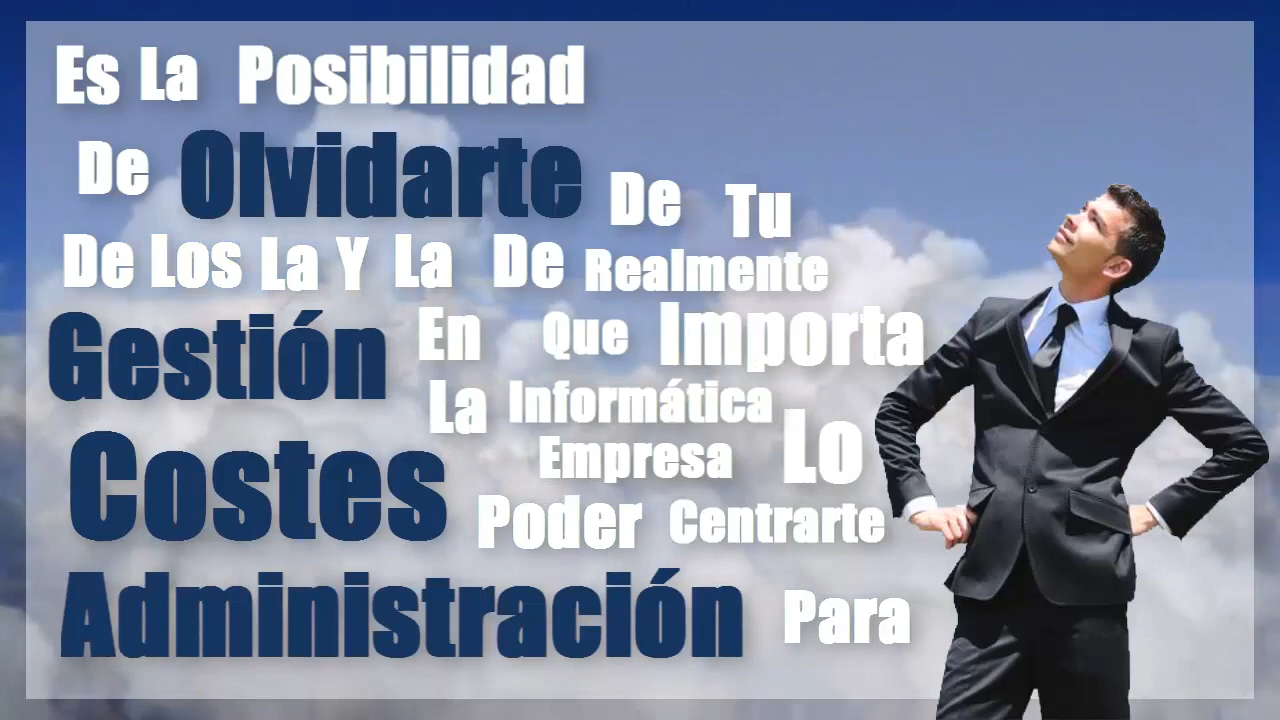 Es La Posibilidad
De Olvidarte De Tu
De Los La Y La De Realmente
Gestión En Que Importa
La Informática
Costes Empresa Lo
Poder Centrarte
Administración Para